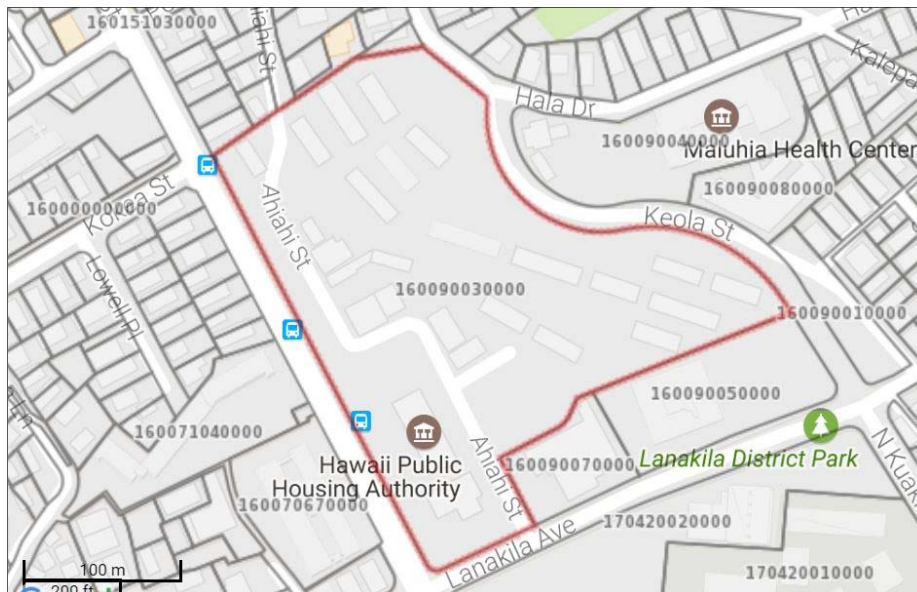 160151030000
Hala Dr
160090040000
Maluhia Health Center
160090080000
Kalepa
160000000000
Ahiahi St
Keola St
Lowell Pl
160090030000
160090010000
160090050000
160071040000
Hawaii Public
Housing Authority
160070670000
Ahiahi St
160090070000
Lanakila District Park
N Kuak
170420020000
Lanakila Ave
170420010000
100 m
200 ft